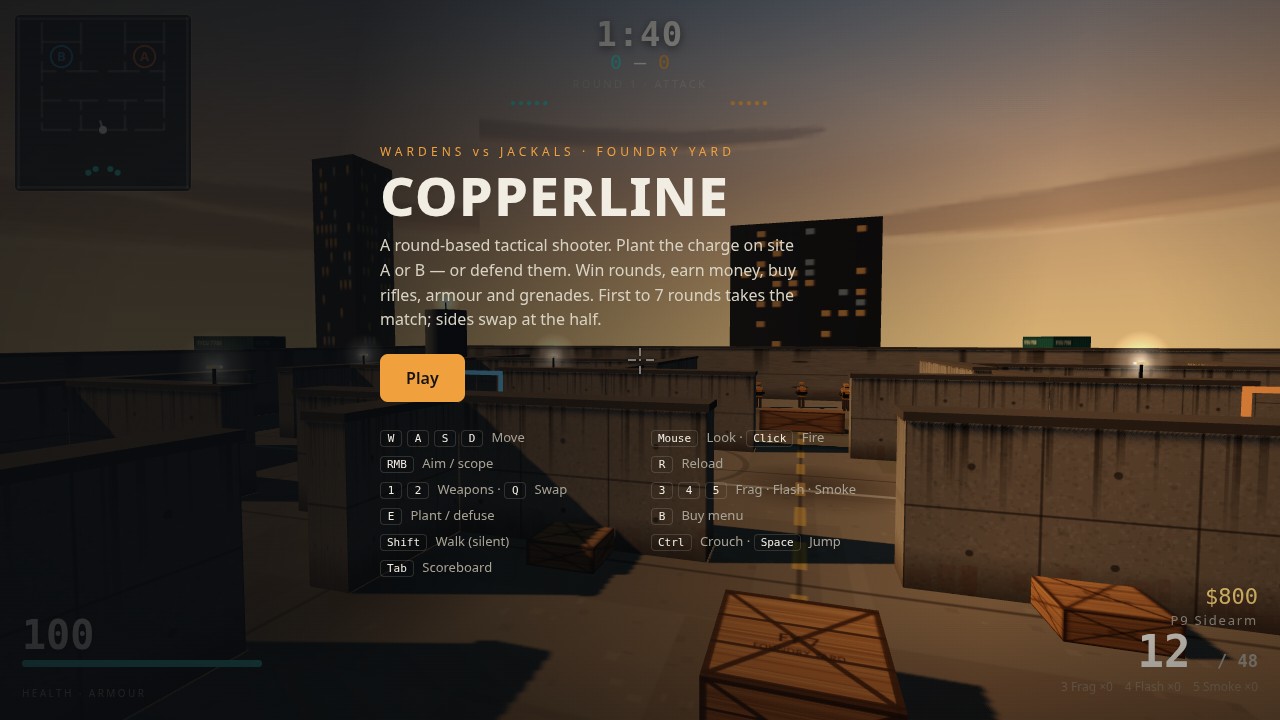 1:40
0 — 0
ROUND 1 · ATTACK
B A
WARDENS vs JACKALS · FOUNDRY YARD
COPPERLINE
A round-based tactical shooter. Plant the charge on site
A or B — or defend them. Win rounds, earn money, buy
rifles, armour and grenades. First to 7 rounds takes the
match; sides swap at the half.
Play
W A S D Move
Mouse Look · Click Fire
RMB Aim / scope
R Reload
1 2 Weapons · Q Swap
3 4 5 Frag · Flash · Smoke
E Plant / defuse
B Buy menu
Shift Walk (silent)
Ctrl Crouch · Space Jump
Tab Scoreboard
$800
P9 Sidearm
12 / 48
3 Frag ×0 4 Flash ×0 5 Smoke ×0
100
HEALTH · ARMOUR